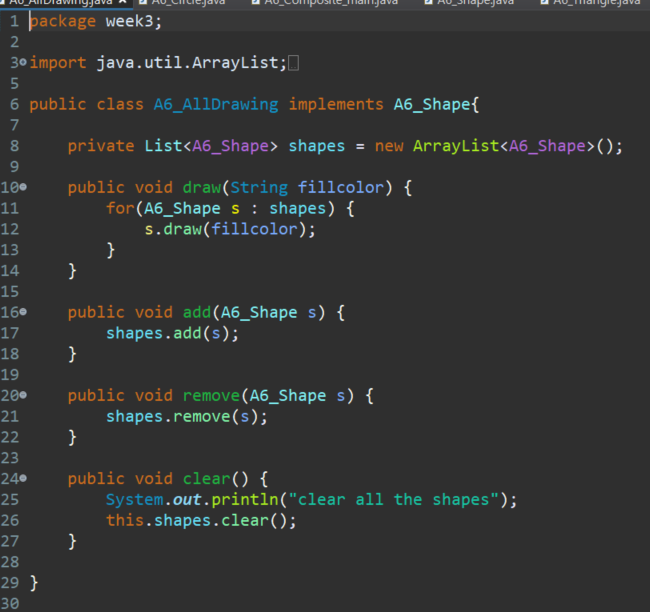 A6_AllDrawing.java A6_Circle.java A6_Composite_main.java A6_Shape.java A6_Triangle.java
1 package week3;
2
3 import java.util.ArrayList;
5
6 public class A6_AllDrawing implements A6_Shape{
7
8 private List<A6_Shape> shapes = new ArrayList<A6_Shape>();
9
10 public void draw(String fillcolor) {
11 for(A6_Shape s : shapes) {
12 s.draw(fillcolor);
13 }
14 }
15
16 public void add(A6_Shape s) {
17 shapes.add(s);
18 }
19
20 public void remove(A6_Shape s) {
21 shapes.remove(s);
22 }
23
24 public void clear() {
25 System.out.println("clear all the shapes");
26 this.shapes.clear();
27 }
28
29 }
30